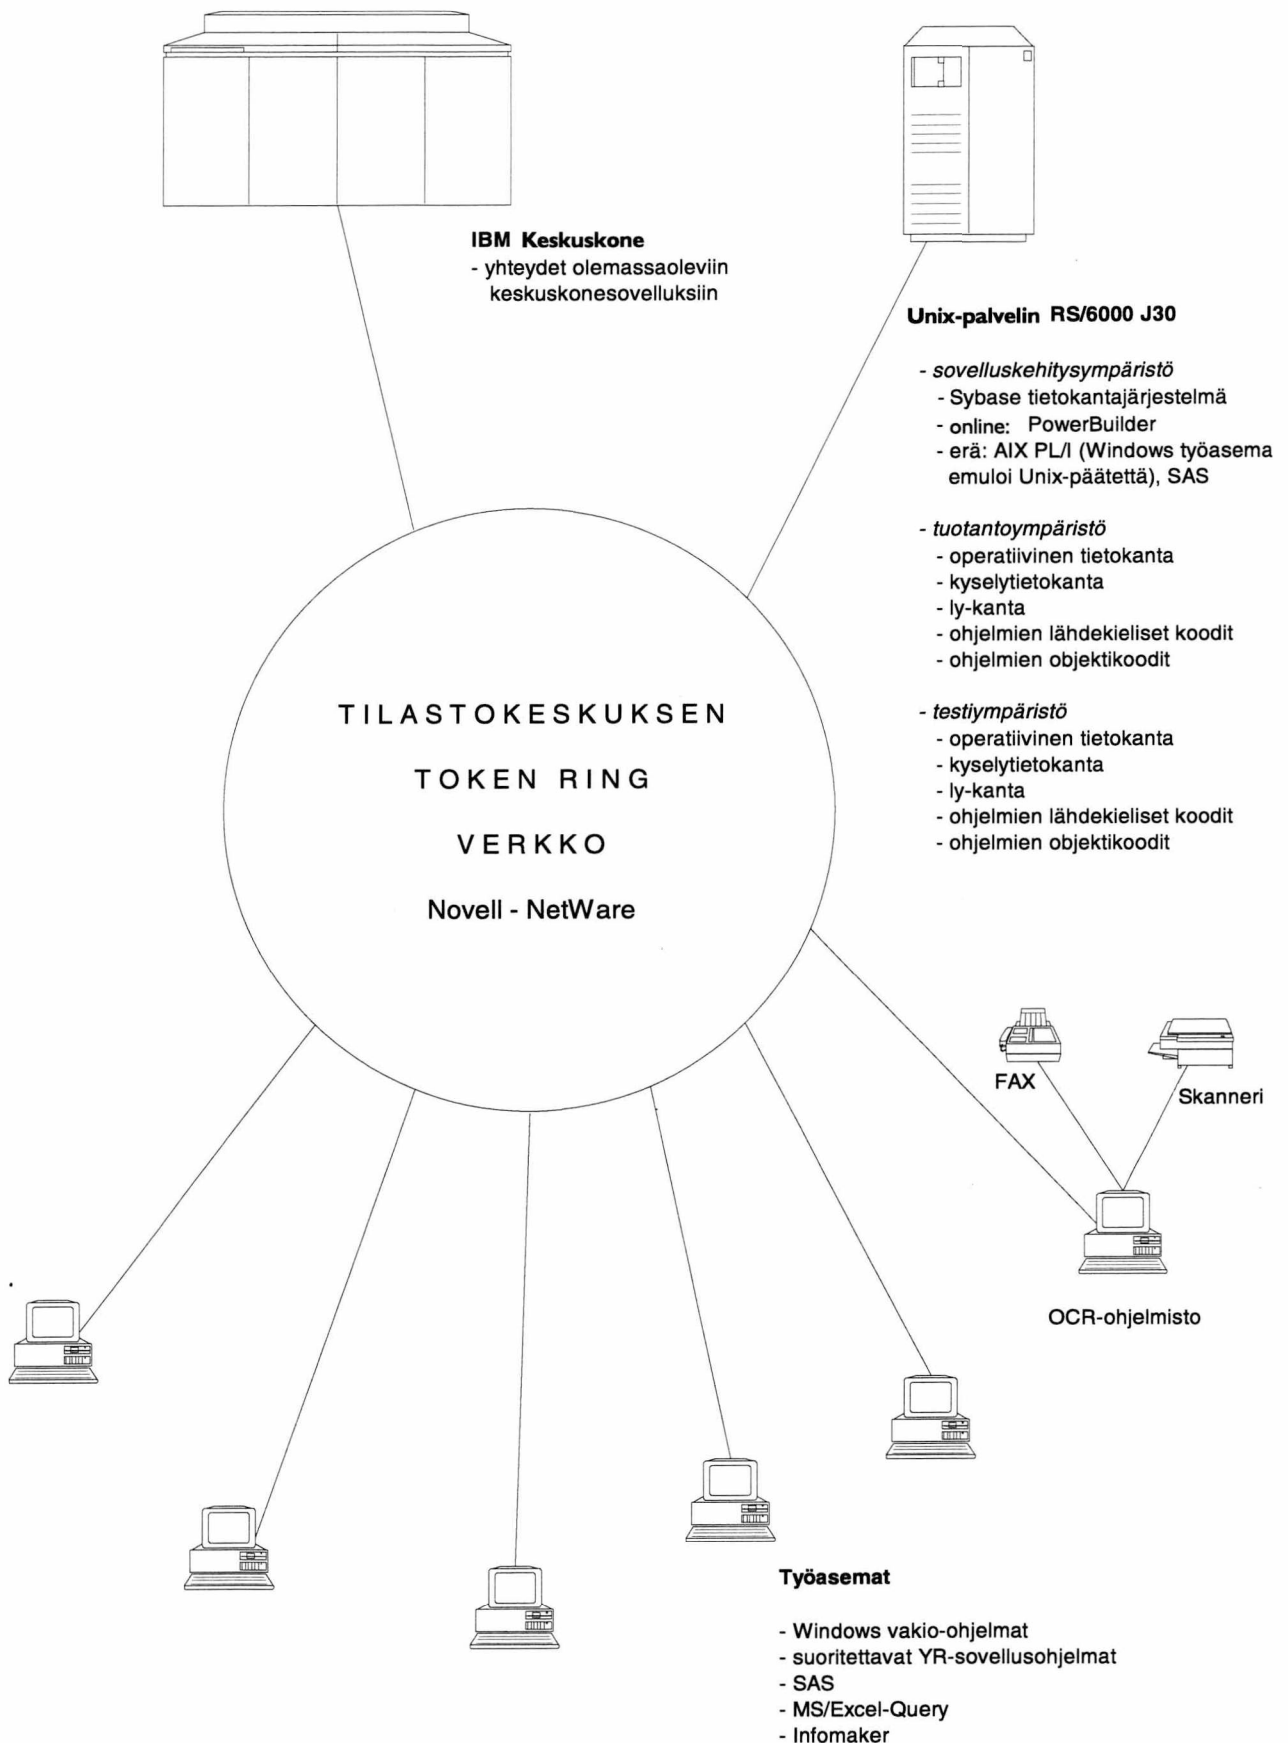 IBM Keskuskone
- yhteydet olemassaoleviin
keskuskonesovelluksiin
Unix-palvelin RS/6000 J30
- sovelluskehitysympäristö
- Sybase tietokantajärjestelmä
- online: PowerBuilder
- erä: AIX PL/I (Windows työasema
emuloi Unix-päätettä), SAS
- tuotantoympäristö
- operatiivinen tietokanta
- kyselytietokanta
- ly-kanta
- ohjelmien lähdekieliset koodit
- ohjelmien objektikoodit
- testiympäristö
- operatiivinen tietokanta
- kyselytietokanta
- ly-kanta
- ohjelmien lähdekieliset koodit
- ohjelmien objektikoodit
TILASTOKESKUKSEN
TOKEN RING
VERKKO
Novell - NetWare
FAX
Skanneri
OCR-ohjelmisto
Työasemat
- Windows vakio-ohjelmat
- suoritettavat YR-sovellusohjelmat
- SAS
- MS/Excel-Query
- Infomaker